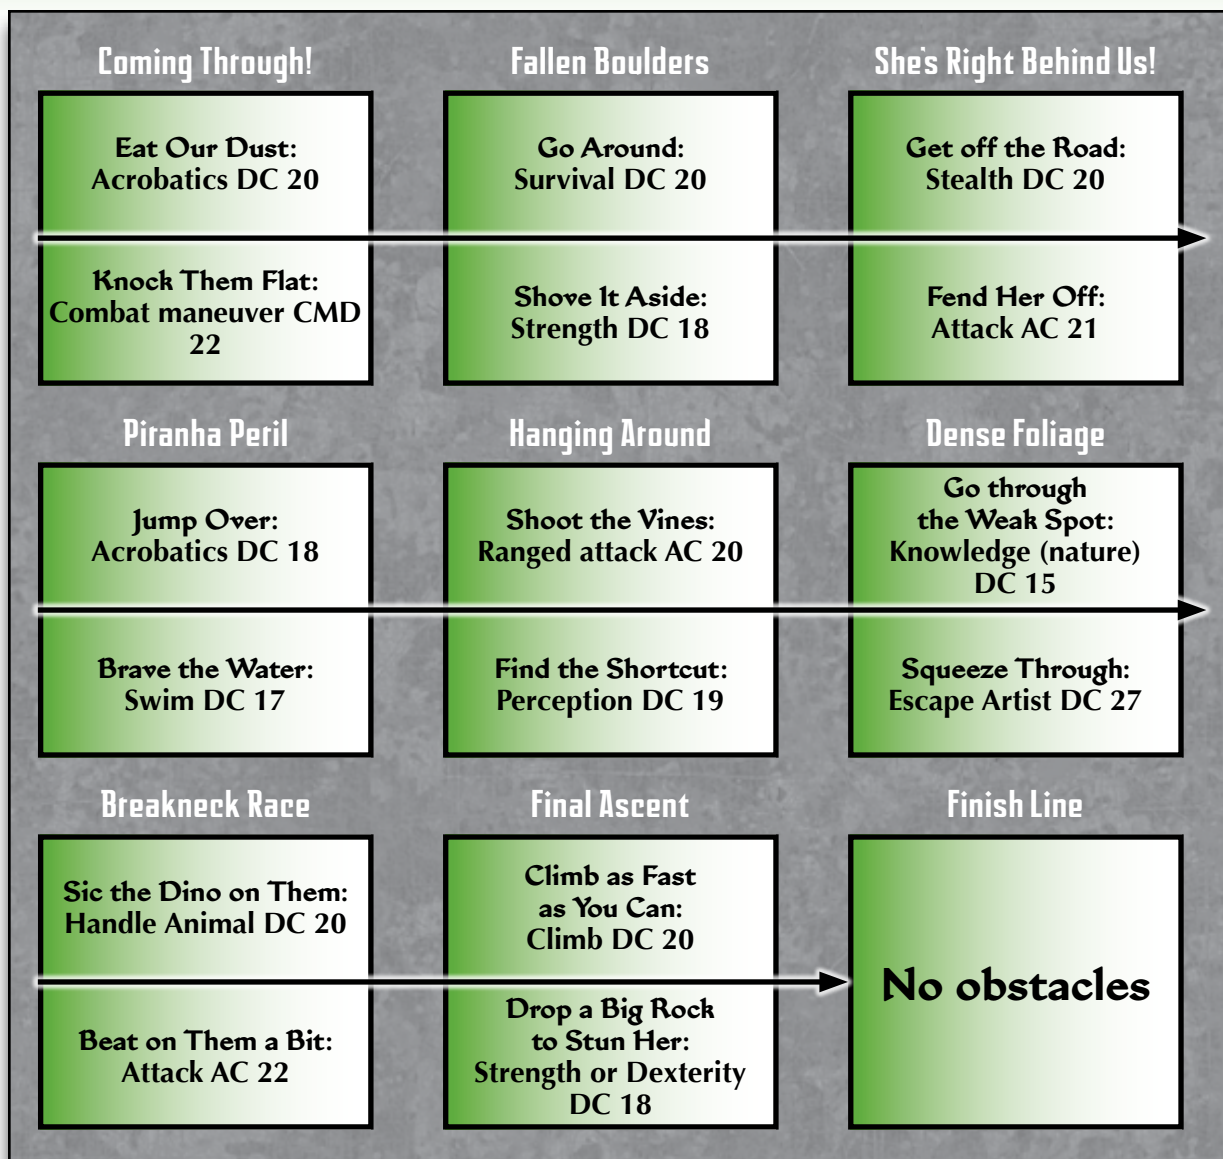 Coming Through!
Eat Our Dust:
Acrobatics DC 20
Knock Them Flat:
Combat maneuver CMD
22
Fallen Boulders
Go Around:
Survival DC 20
Shove It Aside:
Strength DC 18
She's Right Behind Us!
Get off the Road:
Stealth DC 20
Fend Her Off:
Attack AC 21
Piranha Peril
Jump Over:
Acrobatics DC 18
Brave the Water:
Swim DC 17
Hanging Around
Shoot the Vines:
Ranged attack AC 20
Find the Shortcut:
Perception DC 19
Dense Foliage
Go through
the Weak Spot:
Knowledge (nature)
DC 15
Squeeze Through:
Escape Artist DC 27
Breakneck Race
Sic the Dino on Them:
Handle Animal DC 20
Beat on Them a Bit:
Attack AC 22
Final Ascent
Climb as Fast
as You Can:
Climb DC 20
Drop a Big Rock
to Stun Her:
Strength or Dexterity
DC 18
Finish Line
No obstacles